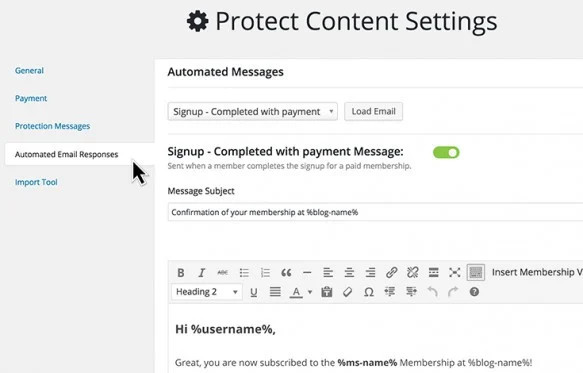 Protect Content Settings
General
Payment
Protection Messages
Automated Email Responses
Import Tool
Automated Messages
Signup - Completed with payment Load Email
Signup - Completed with payment Message:
Sent when a member completes the signup for a paid membership.
Message Subject
Confirmation of your membership at %blog-name%
B I ABC Insert Membership V
Heading 2 U A Ω
Hi %username%,
Great, you are now subscribed to the %ms-name% Membership at %blog-name%!